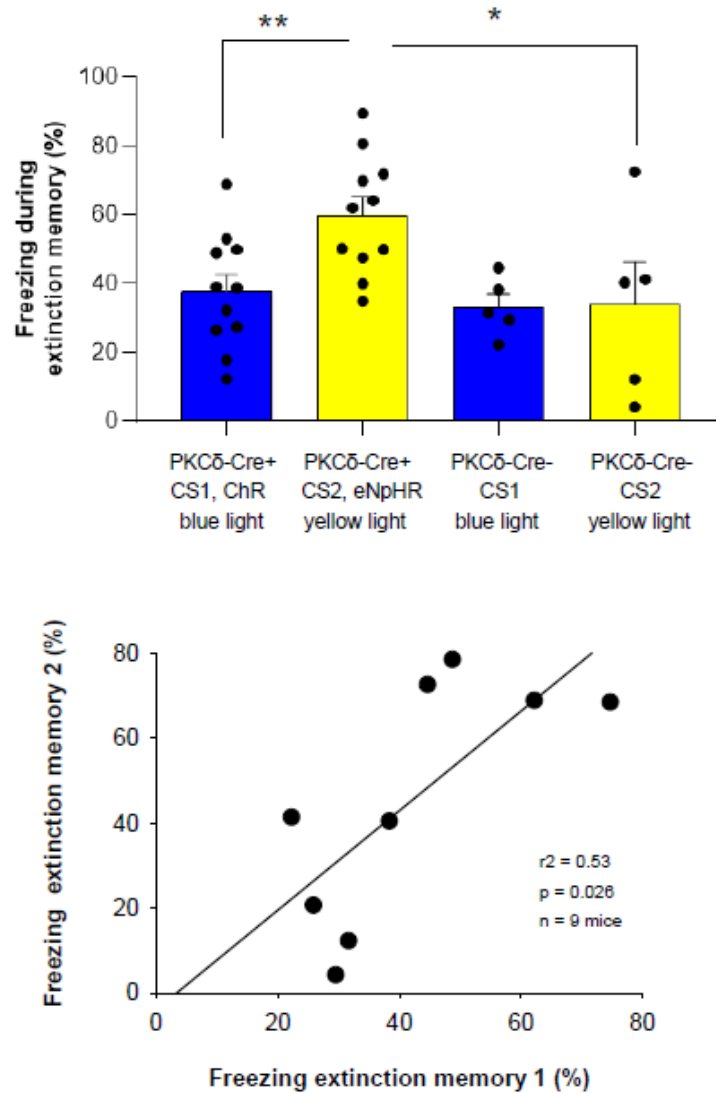 ** *
100
80
60
40
20
0
Freezing during
extinction memory (%)
PKCδ-Cre+ PKCδ-Cre+ PKCδ-Cre- PKCδ-Cre-
CS1, ChR CS2, eNpHR CS1 CS2
blue light yellow light blue light yellow light
Freezing extinction memory 2 (%)
80
60
40
20
0
r2 = 0.53
p = 0.026
n = 9 mice
0 20 40 60 80
Freezing extinction memory 1 (%)